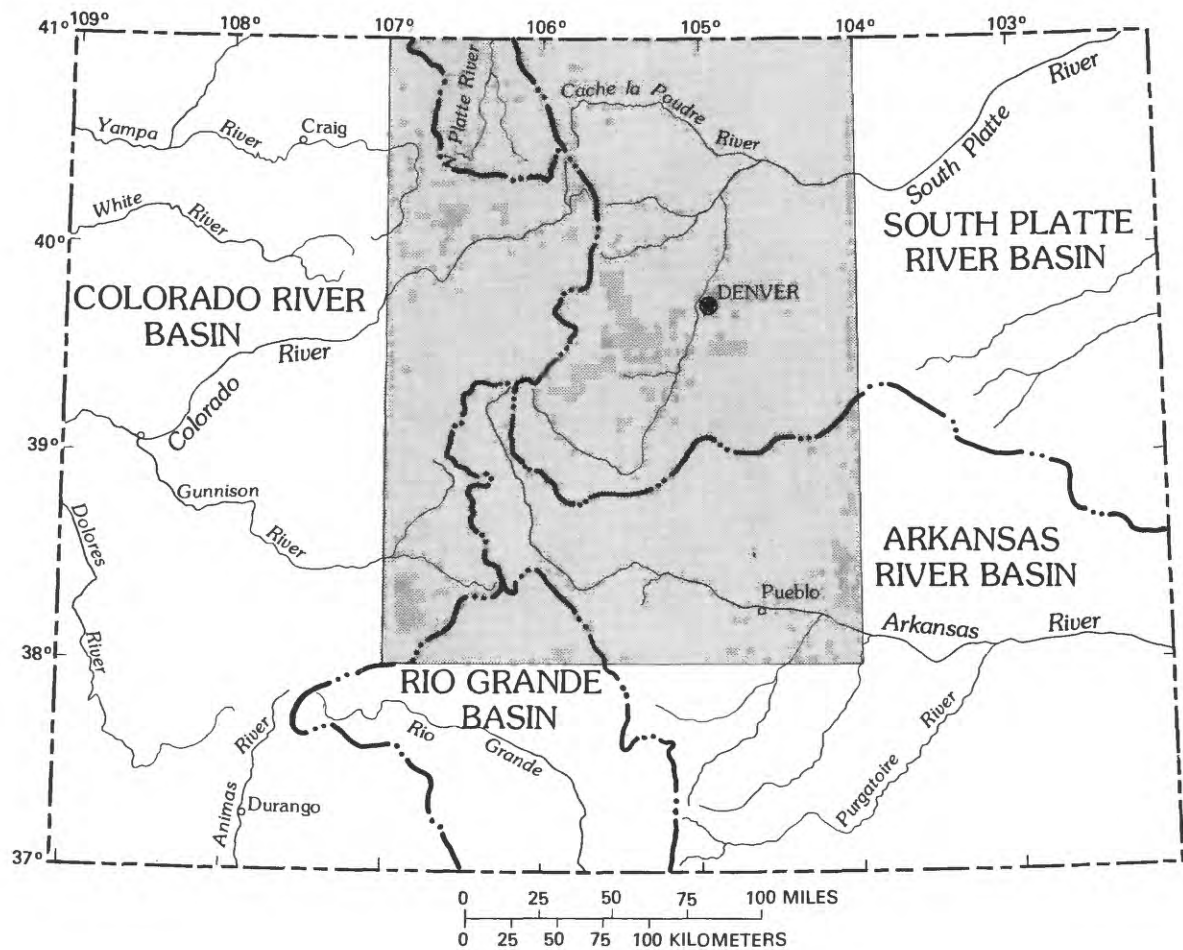 41°
109°
108°
107°
106°
105°
104°
103°
N. Platte River
Cache la Poudre River
South Platte River
Yampa River
Craig
White River
40°
SOUTH PLATTE
RIVER BASIN
COLORADO RIVER
BASIN
DENVER
Colorado River
39°
Gunnison River
Dolores River
ARKANSAS
RIVER BASIN
Pueblo
Arkansas River
38°
RIO GRANDE
BASIN
Rio Grande
Animas River
Purgatoire River
Durango
37°
0 25 50 75 100 MILES
0 25 50 75 100 KILOMETERS